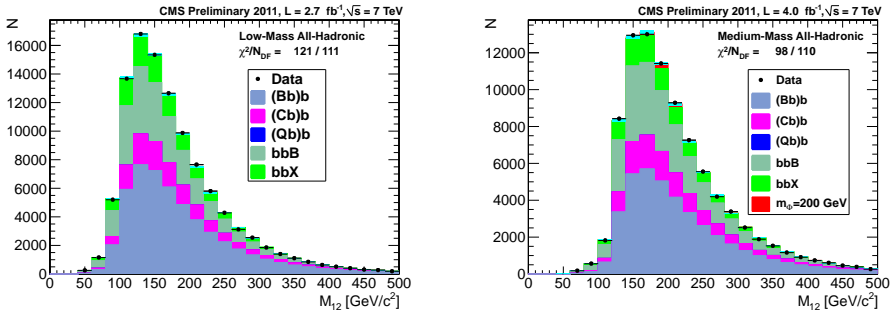 CMS Preliminary 2011, L = 2.7 fb⁻¹,√s = 7 TeV
N
16000
14000
12000
10000
8000
6000
4000
2000
0
Low-Mass All-Hadronic
χ²/N_DF = 121 / 111
Data
(Bb)b
(Cb)b
(Qb)b
bbB
bbX
0 50 100 150 200 250 300 350 400 450 500
M₁₂ [GeV/c²]
CMS Preliminary 2011, L = 4.0 fb⁻¹,√s = 7 TeV
N
12000
10000
8000
6000
4000
2000
0
Medium-Mass All-Hadronic
χ²/N_DF = 98 / 110
Data
(Bb)b
(Cb)b
(Qb)b
bbB
bbX
m_Φ=200 GeV
0 50 100 150 200 250 300 350 400 450 500
M₁₂ [GeV/c²]